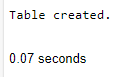 Table created.
0.07 seconds